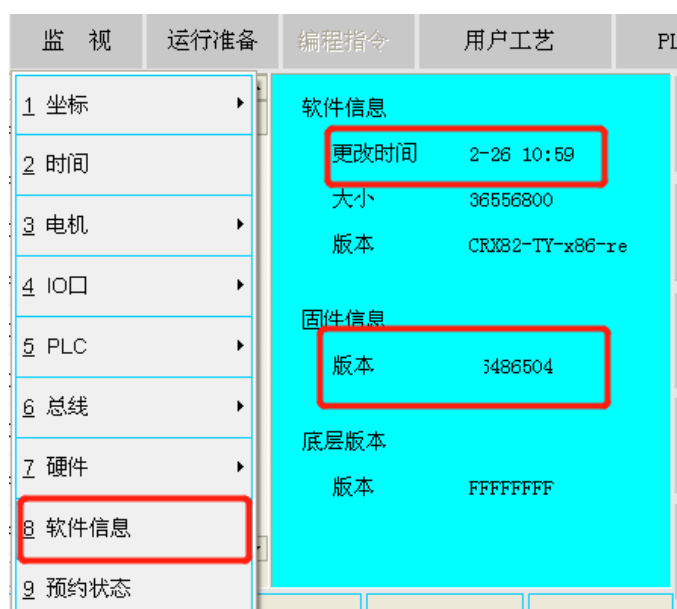 监 视 运行准备 编程指令 用户工艺 PL
1 坐标
2 时间
3 电机
4 IO口
5 PLC
6 总线
7 硬件
8 软件信息
9 预约状态
软件信息
更改时间 2-26 10:59
大小 36556800
版本 CRX82-TY-x86-re
固件信息
版本 6486504
底层版本
版本 FFFFFFFF